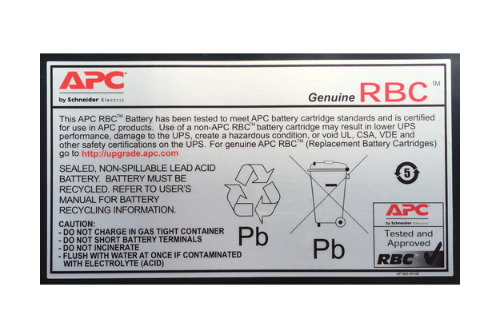 APC
by Schneider Electric
Genuine RBC™
This APC RBC™ Battery has been tested to meet APC battery cartridge standards and is certified
for use in APC products. Use of a non-APC RBC™ battery cartridge may result in lower UPS
performance, damage to the UPS, create a hazardous condition, or void UL, CSA, VDE and
other safety certifications on the UPS. For genuine APC RBC™ (Replacement Battery Cartridges)
go to http://upgrade.apc.com
SEALED, NON-SPILLABLE LEAD ACID
BATTERY. BATTERY MUST BE
RECYCLED. REFER TO USER'S
MANUAL FOR BATTERY
RECYCLING INFORMATION.
CAUTION:
- DO NOT CHARGE IN GAS TIGHT CONTAINER
- DO NOT SHORT BATTERY TERMINALS
- DO NOT INCINERATE
- FLUSH WITH WATER AT ONCE IF CONTAMINATED
WITH ELECTROLYTE (ACID)
Pb
Pb
5
APC
by Schneider Electric
Tested and
Approved
RBC